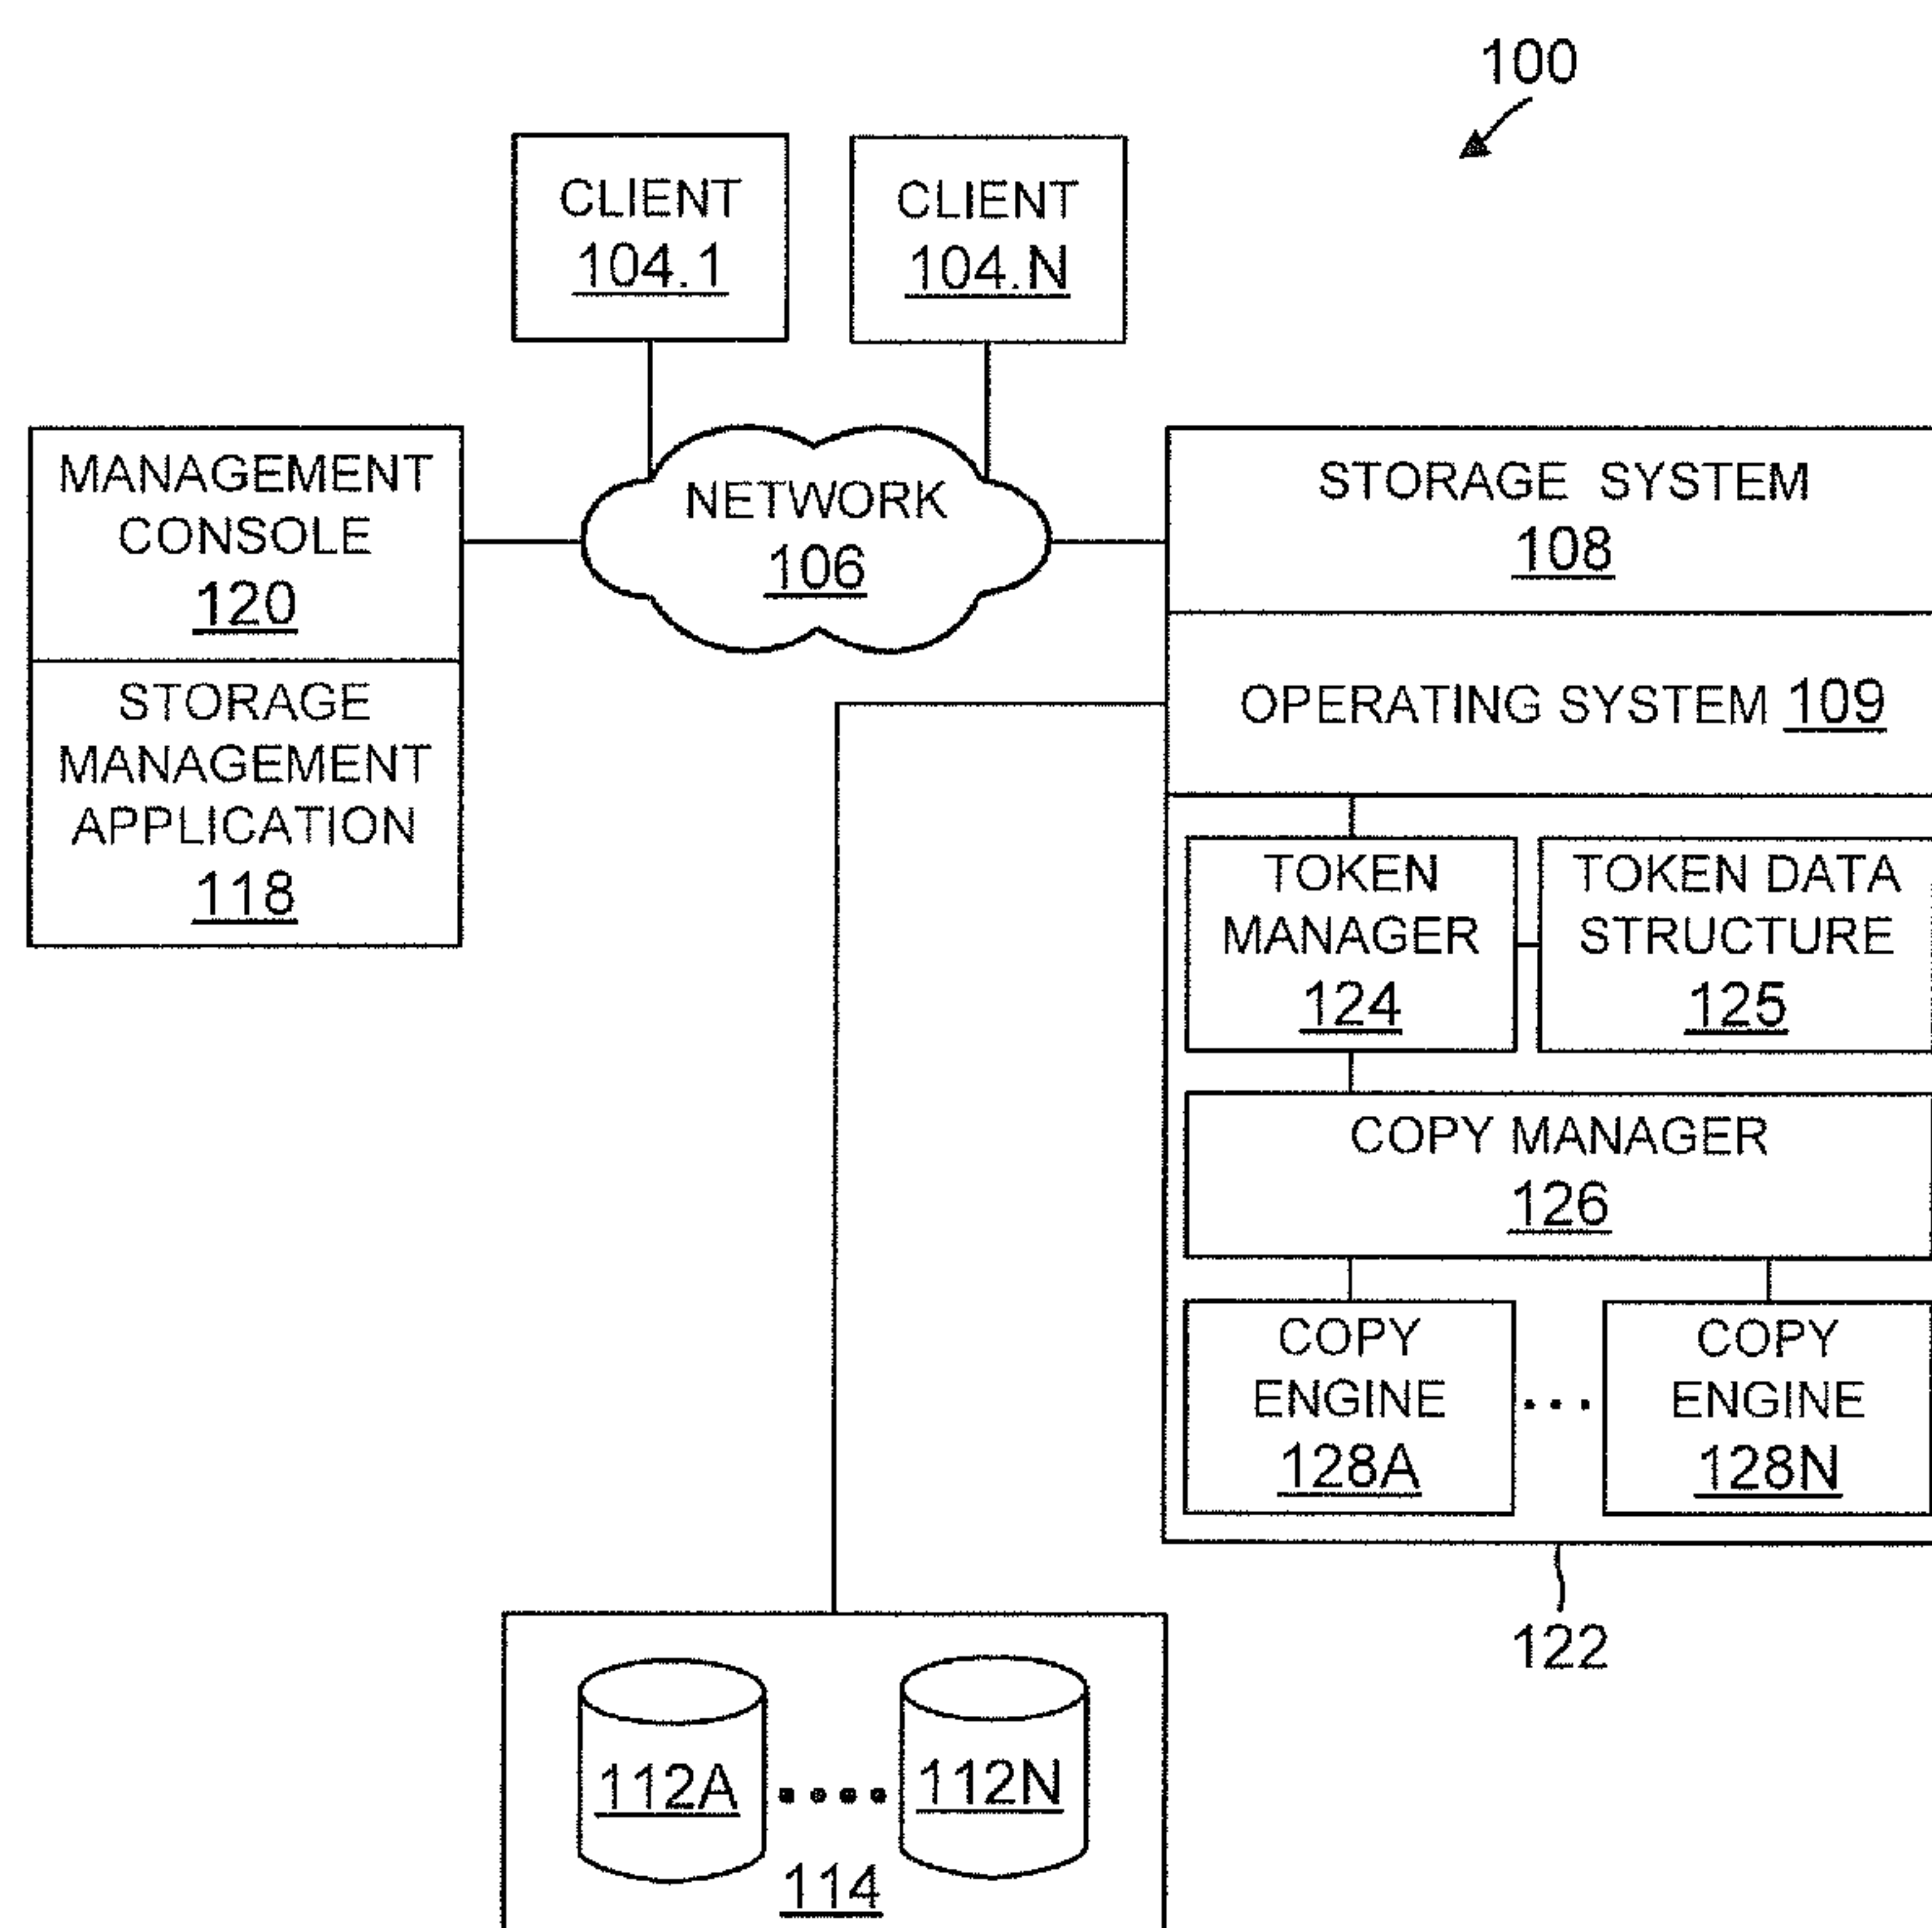 100
CLIENT
104.1
CLIENT
104.N
MANAGEMENT
CONSOLE
120
STORAGE
MANAGEMENT
APPLICATION
118
NETWORK
106
STORAGE SYSTEM
108
OPERATING SYSTEM 109
TOKEN
MANAGER
124
TOKEN DATA
STRUCTURE
125
COPY MANAGER
126
COPY
ENGINE
128A
...
COPY
ENGINE
128N
122
112A
....
112N
114